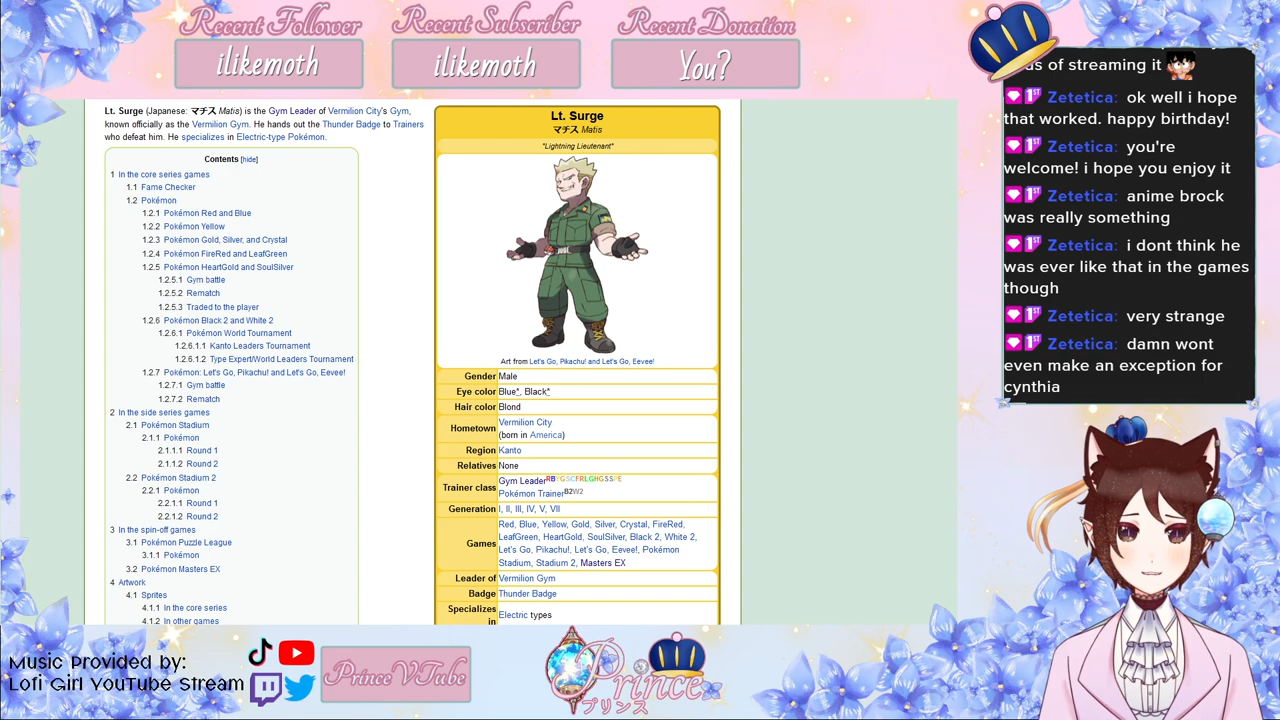 Recent Follower
ilikemoth
Recent Subscriber
ilikemoth
Recent Donation
You?
Lt. Surge (Japanese: マチス Matis) is the Gym Leader of Vermilion City's Gym,
known officially as the Vermilion Gym. He hands out the Thunder Badge to Trainers
who defeat him. He specializes in Electric-type Pokémon.
Contents [hide]
1 In the core series games
1.1 Fame Checker
1.2 Pokémon
1.2.1 Pokémon Red and Blue
1.2.2 Pokémon Yellow
1.2.3 Pokémon Gold, Silver, and Crystal
1.2.4 Pokémon FireRed and LeafGreen
1.2.5 Pokémon HeartGold and SoulSilver
1.2.5.1 Gym battle
1.2.5.2 Rematch
1.2.5.3 Traded to the player
1.2.6 Pokémon Black 2 and White 2
1.2.6.1 Pokémon World Tournament
1.2.6.1.1 Kanto Leaders Tournament
1.2.6.1.2 Type Expert/World Leaders Tournament
1.2.7 Pokémon: Let's Go, Pikachu! and Let's Go, Eevee!
1.2.7.1 Gym battle
1.2.7.2 Rematch
2 In the side series games
2.1 Pokémon Stadium
2.1.1 Pokémon
2.1.1.1 Round 1
2.1.1.2 Round 2
2.2 Pokémon Stadium 2
2.2.1 Pokémon
2.2.1.1 Round 1
2.2.1.2 Round 2
3 In the spin-off games
3.1 Pokémon Puzzle League
3.1.1 Pokémon
3.2 Pokémon Masters EX
4 Artwork
4.1 Sprites
4.1.1 In the core series
4.1.2 In other games
Lt. Surge
マチス Matis
"Lightning Lieutenant"
Art from Let's Go, Pikachu! and Let's Go, Eevee!
Gender Male
Eye color Blue*, Black*
Hair color Blond
Hometown Vermilion City
(born in America)
Region Kanto
Relatives None
Trainer class Gym Leader RBYGSCFRLGHGSSPE
Pokémon Trainer B2W2
Generation I, II, III, IV, V, VII
Games Red, Blue, Yellow, Gold, Silver, Crystal, FireRed,
LeafGreen, HeartGold, SoulSilver, Black 2, White 2,
Let's Go, Pikachu!, Let's Go, Eevee!, Pokémon
Stadium, Stadium 2, Masters EX
Leader of Vermilion Gym
Badge Thunder Badge
Specializes in Electric types
of streaming it
Zetetica: ok well i hope
that worked. happy birthday!
Zetetica: you're
welcome! i hope you enjoy it
Zetetica: anime brock
was really something
Zetetica: i dont think he
was ever like that in the games
though
Zetetica: very strange
Zetetica: damn wont
even make an exception for
cynthia
Music Provided by:
Lofi Girl YouTube Stream
Prince VTube
Prince
プリンス